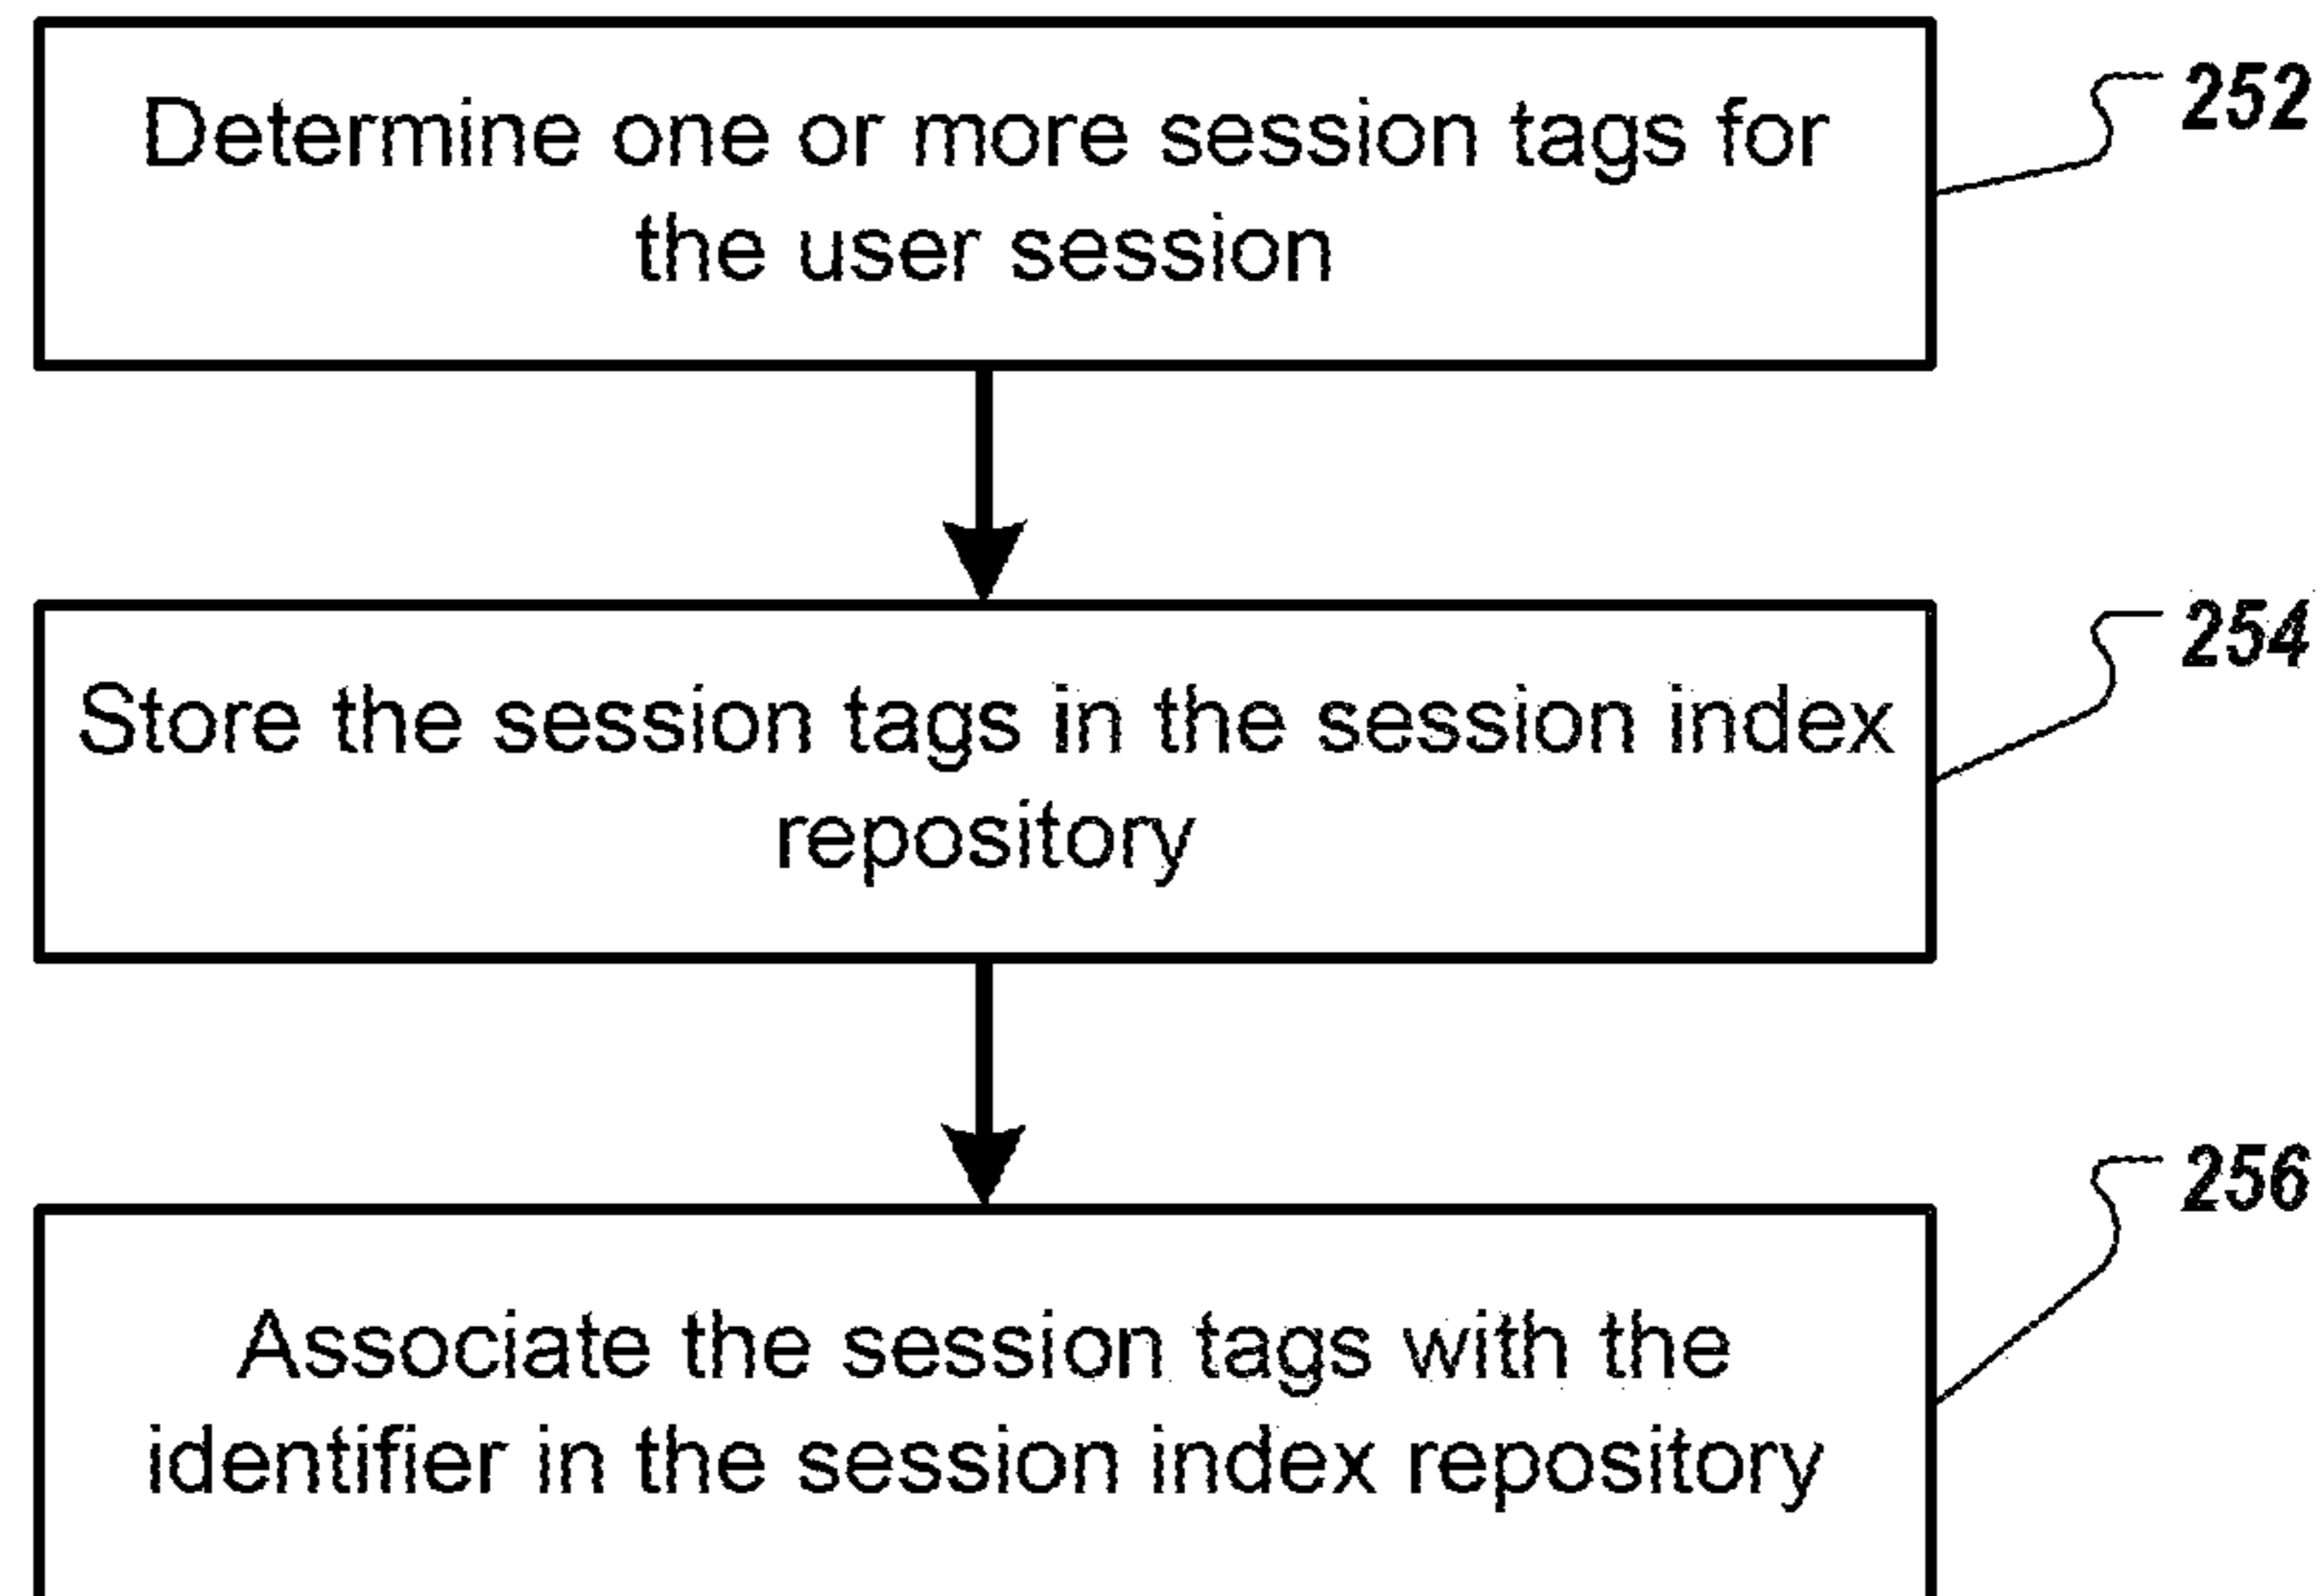 Determine one or more session tags for
the user session
252
Store the session tags in the session index
repository
254
Associate the session tags with the
identifier in the session index repository
256